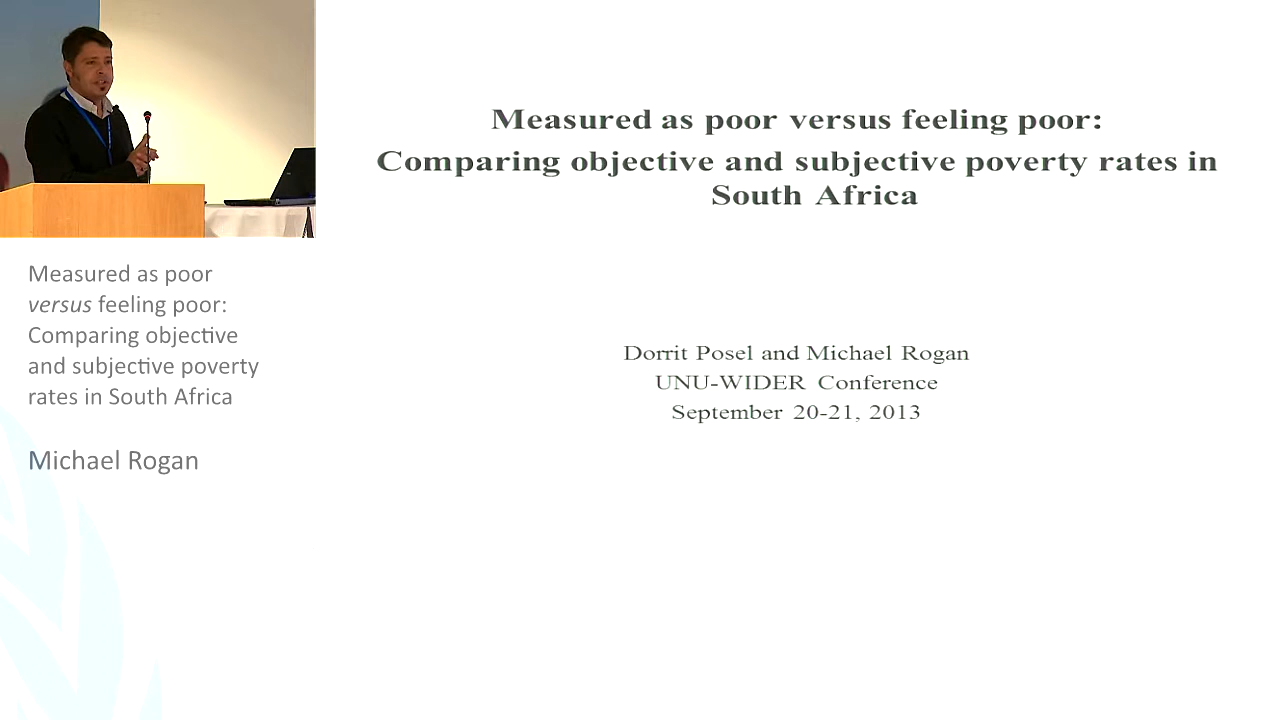 Measured as poor versus feeling poor:
Comparing objective and subjective poverty rates in
South Africa
Dorrit Posel and Michael Rogan
UNU-WIDER Conference
September 20-21, 2013
Measured as poor
versus feeling poor:
Comparing objective
and subjective poverty
rates in South Africa
Michael Rogan